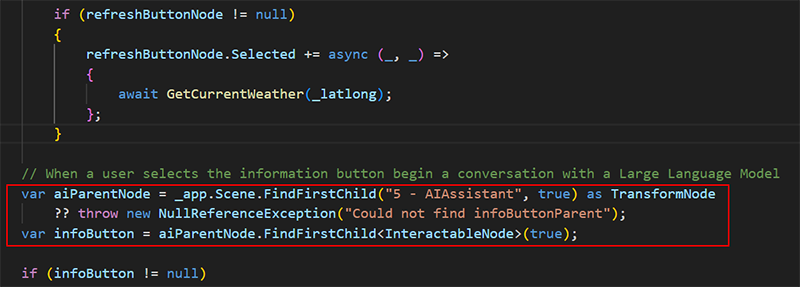 if (refreshButtonNode != null)
{
refreshButtonNode.Selected += async (_, _) =>
{
await GetCurrentWeather(_latlong);
};
}
// When a user selects the information button begin a conversation with a Large Language Model
var aiParentNode = _app.Scene.FindFirstChild("5 - AIAssistant", true) as TransformNode
?? throw new NullReferenceException("Could not find infoButtonParent");
var infoButton = aiParentNode.FindFirstChild<InteractableNode>(true);
if (infoButton != null)